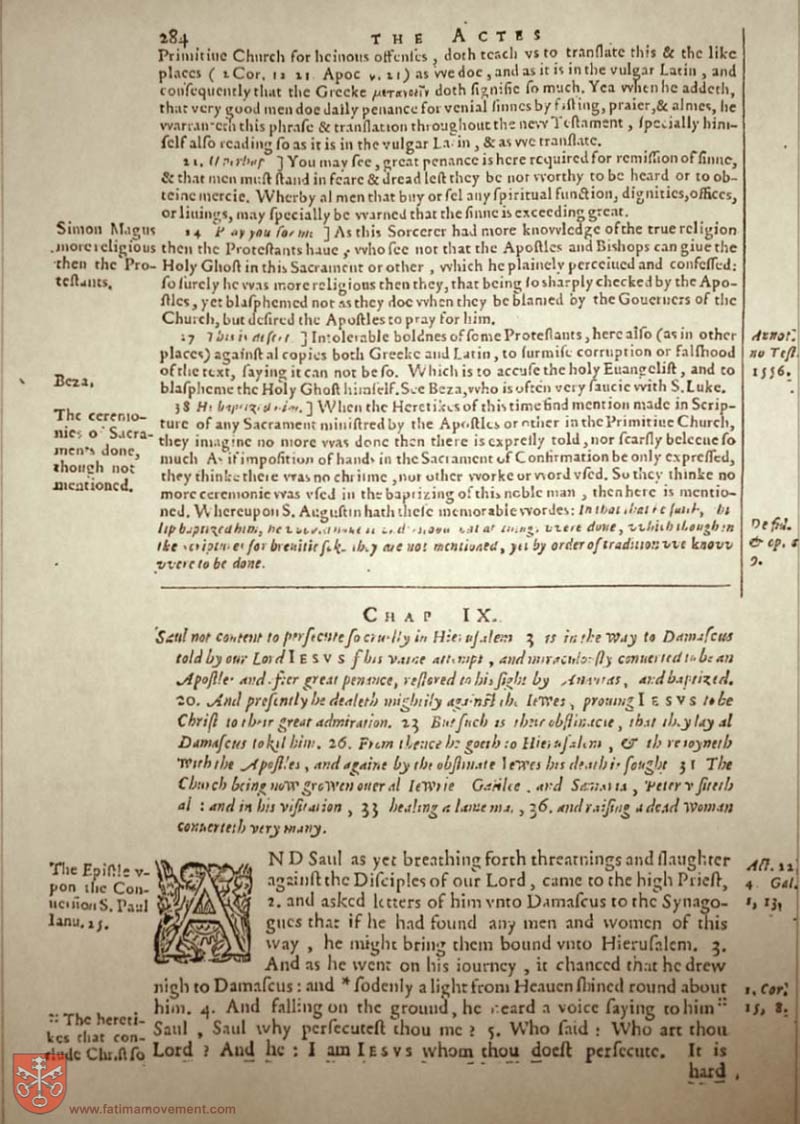 284 THE ACTES
Primitiue Church for heinous offenses, doth teach vs to tranſlate this & the like
places ( 2 Cor. 12 21 Apoc 9. 21) as we doe, and as it is in the vulgar Latin, and
conſequently that the Greeke μετανοεῖν doth ſignifie ſo much. Yea when he addeth,
that very good men doe daily penance for venial ſinnes by faſting, praier, & almes, he
warranteth this phraſe & tranſlation throughout the new Teſtament, ſpecially him-
ſelf alſo reading ſo as it is in the vulgar Latin, & as we tranſlate.
21. ] You may ſee, great penance is here required for remiſſion of ſinne,
& that men muſt ſtand in feare & dread leſt they be not worthy to be heard or to ob-
teine mercie. Wherby al men that buy or ſel any ſpiritual function, dignities, offices,
or liuings, may ſpecially be warned that the ſinne is exceeding great.
Simon Magus
more religious
then the Pro-
teſtants.
24 Pray you for me ] As this Sorcerer had more knowledge of the true religion
then the Proteſtants haue, who ſee not that the Apoſtles and Biſhops can giue the
Holy Ghoſt in this Sacrament or other, which he plainely perceiued and confeſſed:
ſo ſurely he was more religious then they, that being ſo ſharply checked by the Apo-
ſtles, yet blaſphemed not as they doe when they be blamed by the Gouerners of the
Church, but deſired the Apoſtles to pray for him.
27 This is deſert ] Intolerable boldnes of ſome Proteſtants, here alſo (as in other
places) againſt al copies both Greeke and Latin, to ſurmiſe corruption or falſhood
of the text, ſaying it can not be ſo. Which is to accuſe the holy Euangeliſt, and to
blaſpheme the Holy Ghoſt himſelf. See Beza, who is often very ſaucie with S. Luke.
Annot.
no Teſt.
1556.
Beza.
The ceremo-
nies of Sacra-
ments done,
though not
mentioned.
38 He baptized him. ] When the Heretikes of this time find mention made in Scrip-
ture of any Sacrament miniſtred by the Apoſtles or other in the Primitiue Church,
they imagine no more was done then there is expreſly told, nor ſcarſly beleeue ſo
much As if impoſition of hands in the Sacrament of Confirmation be only expreſſed,
they thinke there was no chriſme, nor other worke or word vſed. So they thinke no
more ceremonie was vſed in the baptizing of this noble man, then here is mentio-
ned. Whereupon S. Auguſtin hath theſe memorable wordes: In that that he ſaith,
lip baptized him, he would things were done, which though in
the ſcriptures for breuitie ſake they are not mentioned, yet by order of tradition vve knovv
vvere to be done.
De fid.
& op. c
9.
CHAP IX.
Saul not content to perſecute ſo cruelly in Hieruſalem 3 is in the way to Damaſcus
told by our Lord IESVS of his vaine attempt, and miraculouſly conuerted to be an
Apoſtle: and after great penance, reſtored to his ſight by Ananias, and baptized.
20. And preſently he dealeth mightily againſt the Iewes, prouing IESVS to be
Chriſt to their great admiration. 23 But ſuch is their obſtinacie, that they lay al
Damaſcus to kil him. 26. From thence he goeth to Hieruſalem, & there ioyneth
with the Apoſtles, and againe by the obſtinate Iewes his death is ſought 31 The
Church being now growen ouer al Iewrie Galilee, and Samaria, Peter viſiteth
al: and in his viſitation, 33 healing a lame man, 36. and raiſing a dead woman
conuerteth very many.
The Epiſtle v-
pon the Con-
uerſion S. Paul
Ianu. 25.
AND Saul as yet breathing forth threatnings and ſlaughter
againſt the Diſciples of our Lord, came to the high Prieſt,
2. and asked letters of him vnto Damaſcus to the Synago-
gues that if he had found any men and women of this
way, he might bring them bound vnto Hieruſalem. 3.
And as he went on his iourney, it chanced that he drew
nigh to Damaſcus: and * ſodenly a light from Heauen ſhined round about
him. 4. And falling on the ground, he heard a voice ſaying to him ::
Saul, Saul why perſecuteſt thou me? 5. Who ſaid: Who art thou
Lord? And he: I am IESVS whom thou doeſt perſecute. It is
hard
Act. 22
4 Gal.
1, 13,
1. Cor.
15, 8.
:: The hereti-
kes that con-
clude Chriſt ſo
www.fatimamovement.com